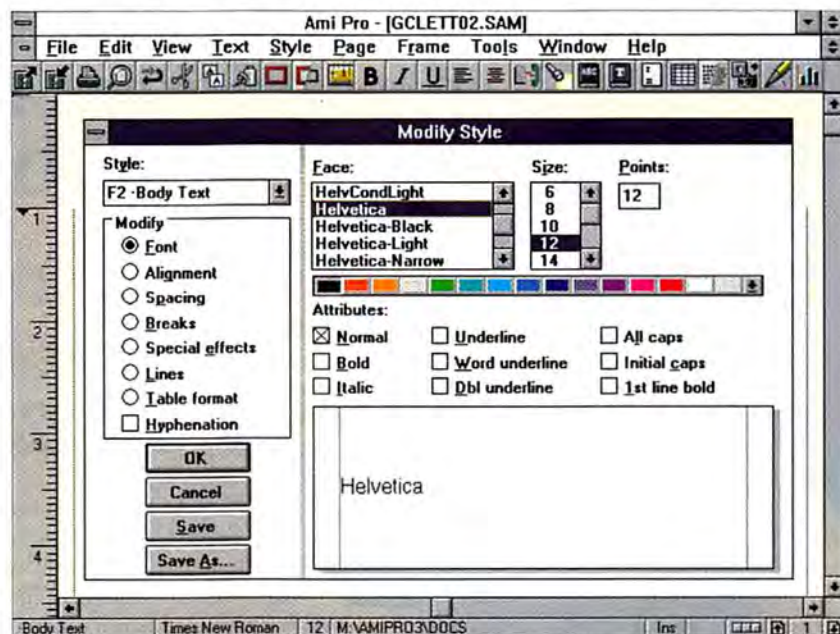 Ami Pro - [GCLETT02.SAM]
File Edit View Text Style Page Frame Tools Window Help
B I U
Modify Style
Style:
F2 -Body Text
Modify
Font
Alignment
Spacing
Breaks
Special effects
Lines
Table format
Hyphenation
OK
Cancel
Save
Save As...
Face:
HelvCondLight
Helvetica
Helvetica-Black
Helvetica-Light
Helvetica-Narrow
Size:
6
8
10
12
14
Points:
12
Attributes:
Normal Underline All caps
Bold Word underline Initial caps
Italic Dbl underline 1st line bold
Helvetica
1
2
3
4
Body Text Times New Roman 12 M:\AMIPRO3\DOCS Ins 1